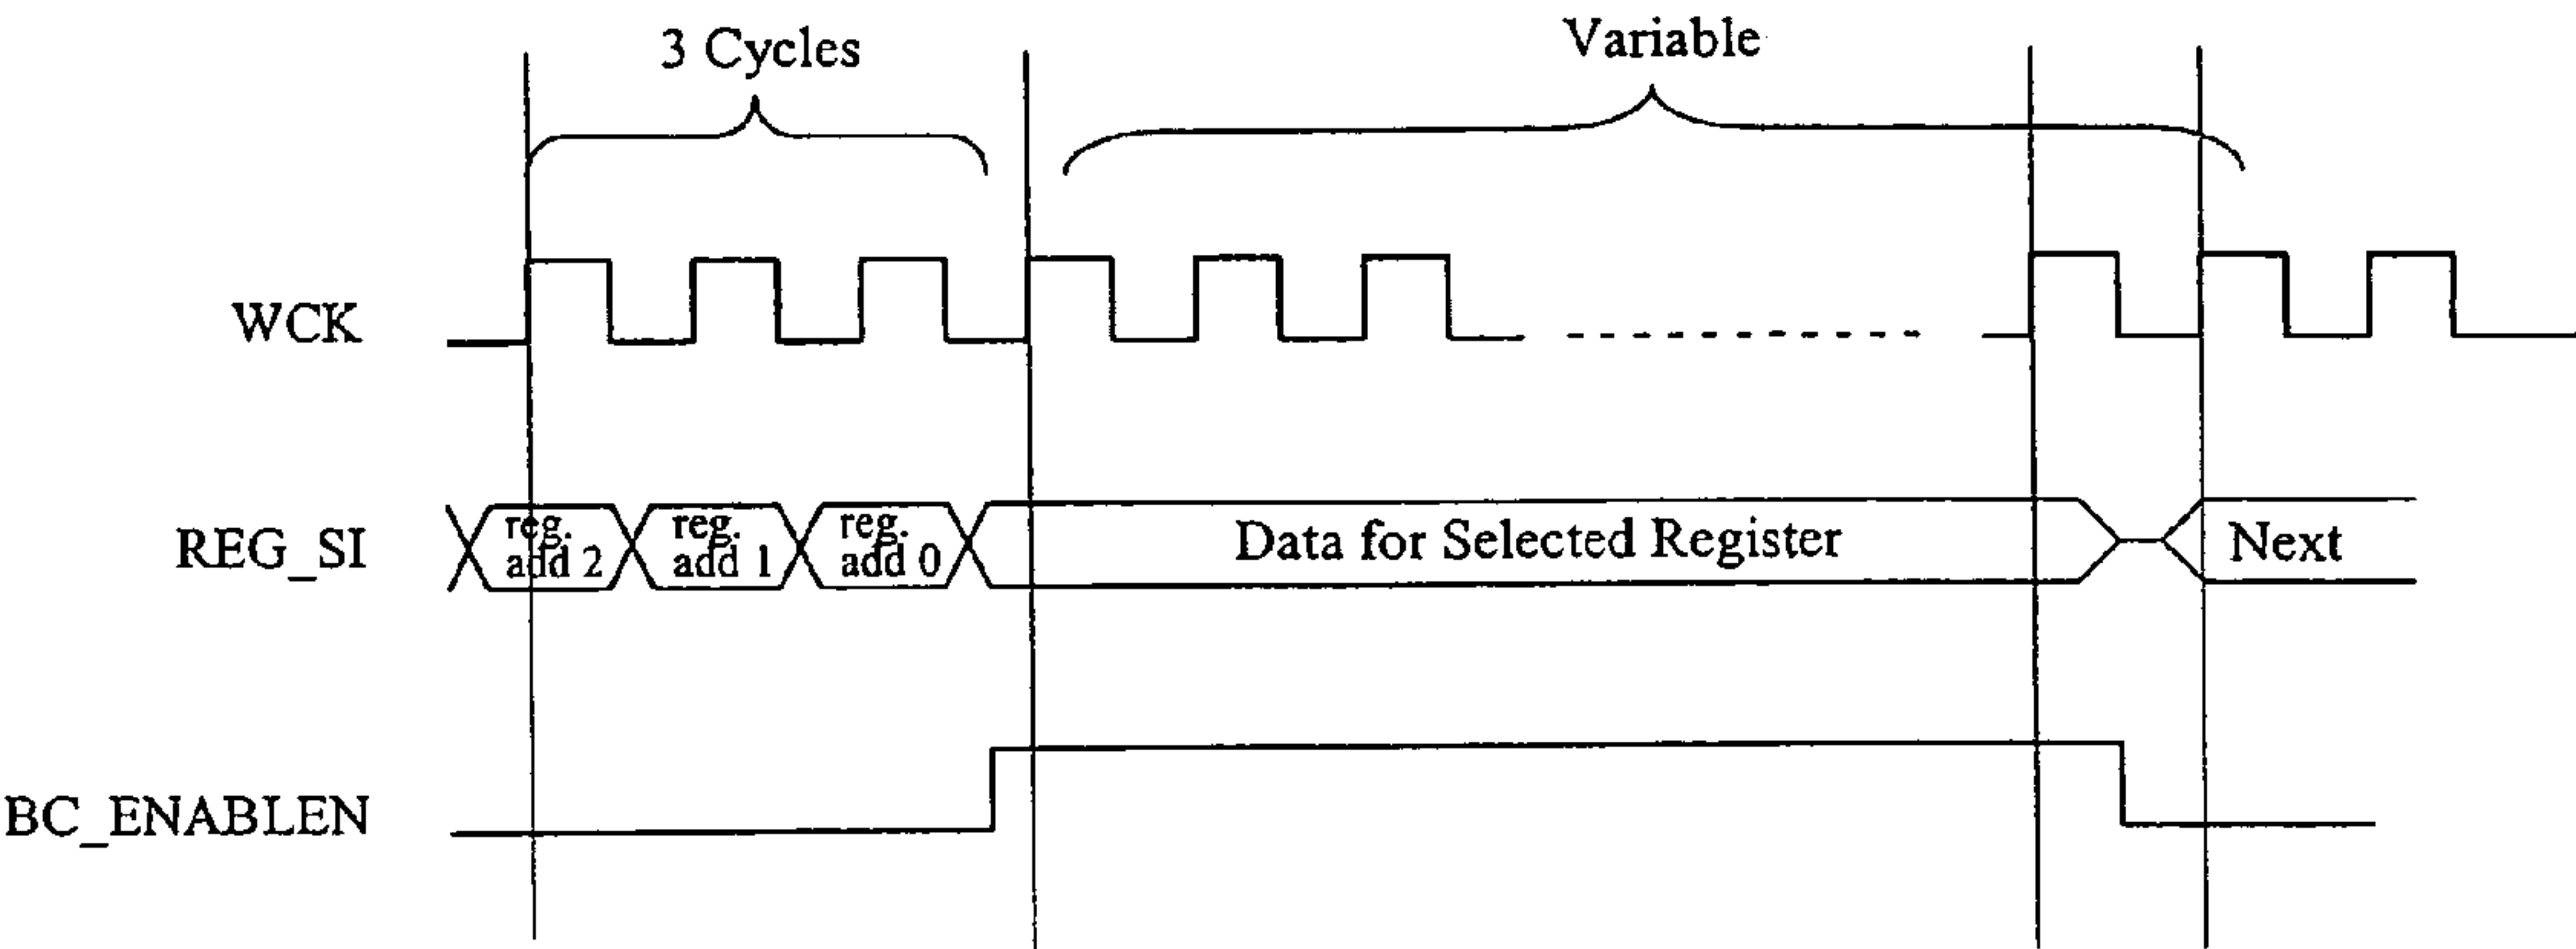 3 Cycles
Variable
WCK
REG_SI
reg.
add 2
reg.
add 1
reg.
add 0
Data for Selected Register
Next
BC_ENABLEN